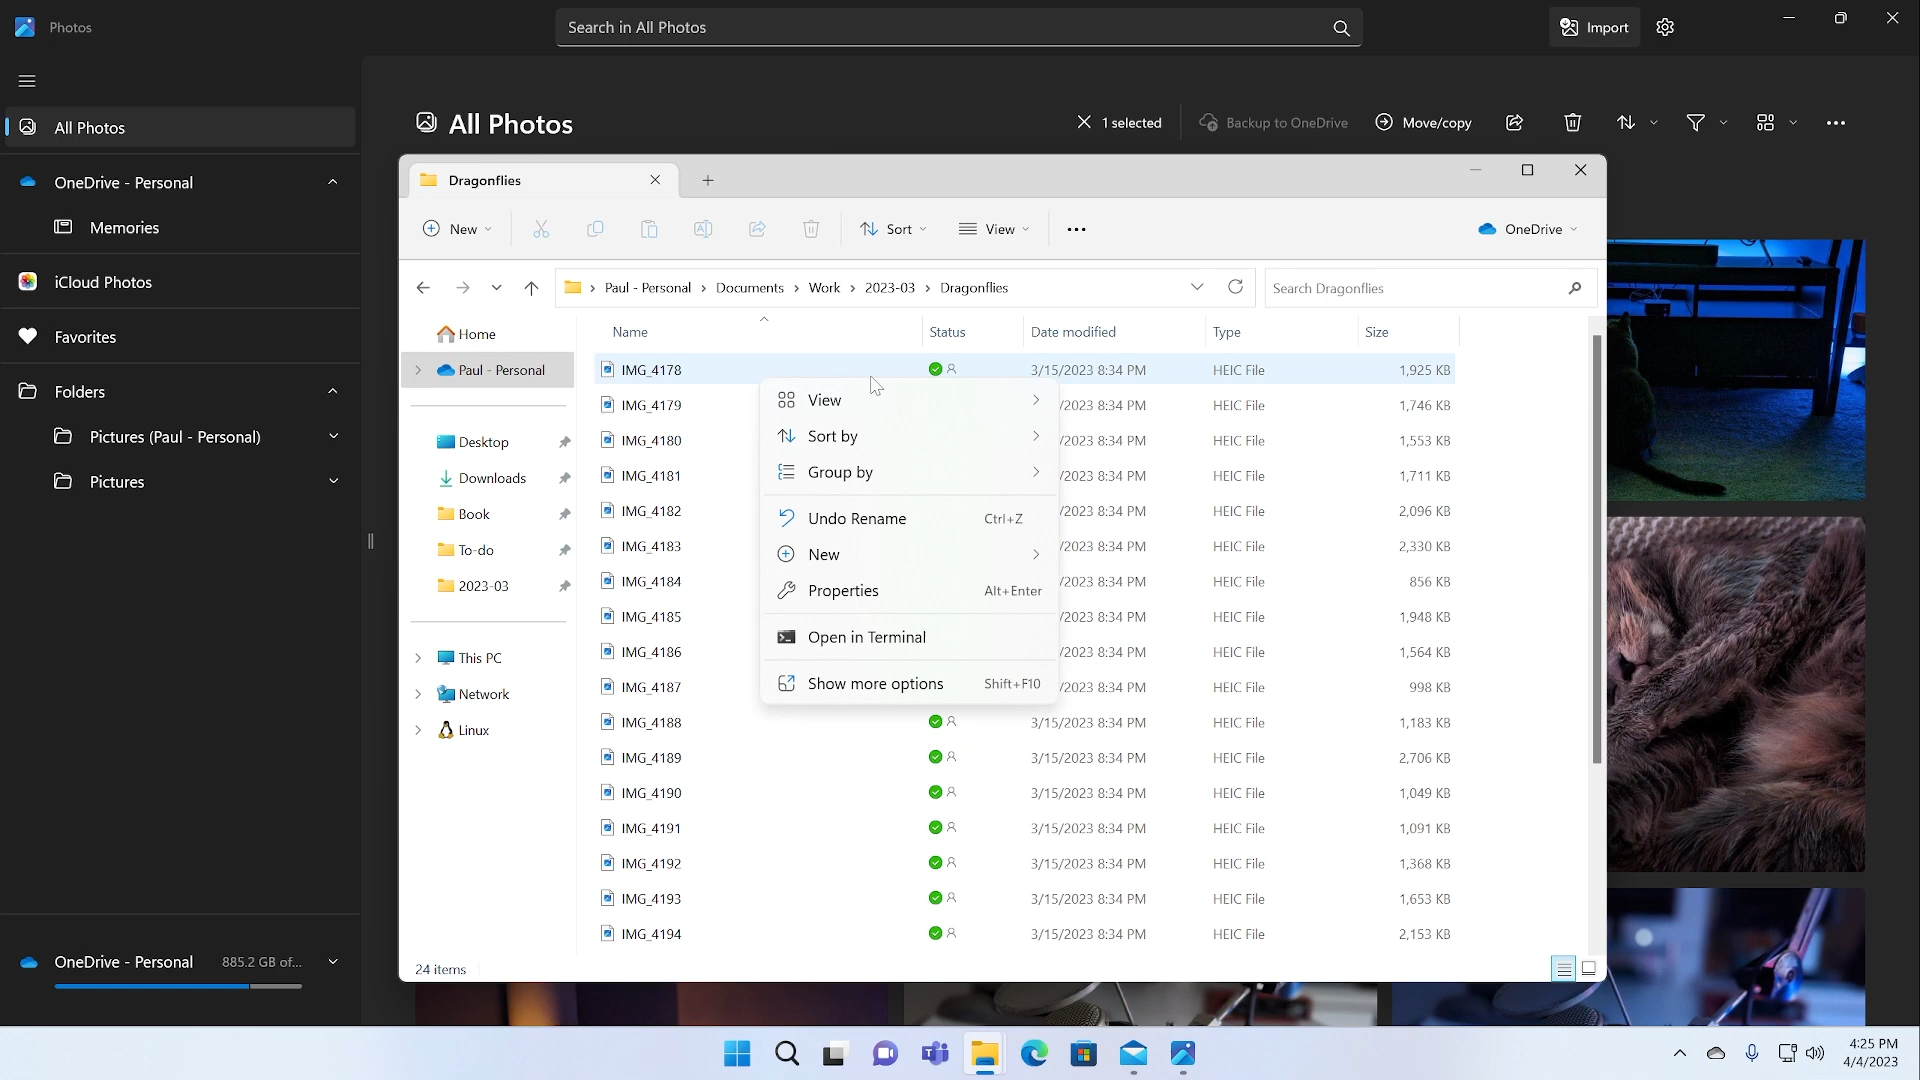 Photos
Search in All Photos
Import
All Photos
OneDrive - Personal
Memories
iCloud Photos
Favorites
Folders
Pictures (Paul - Personal)
Pictures
OneDrive - Personal 885.2 GB of...
All Photos
1 selected
Backup to OneDrive
Move/copy
Dragonflies
New
Sort
View
OneDrive
Paul - Personal > Documents > Work > 2023-03 > Dragonflies
Search Dragonflies
Home
Paul - Personal
Desktop
Downloads
Book
To-do
2023-03
This PC
Network
Linux
Name Status Date modified Type Size
IMG_4178 3/15/2023 8:34 PM HEIC File 1,925 KB
IMG_4179 /2023 8:34 PM HEIC File 1,746 KB
IMG_4180 /2023 8:34 PM HEIC File 1,553 KB
IMG_4181 /2023 8:34 PM HEIC File 1,711 KB
IMG_4182 /2023 8:34 PM HEIC File 2,096 KB
IMG_4183 /2023 8:34 PM HEIC File 2,330 KB
IMG_4184 /2023 8:34 PM HEIC File 856 KB
IMG_4185 /2023 8:34 PM HEIC File 1,948 KB
IMG_4186 /2023 8:34 PM HEIC File 1,564 KB
IMG_4187 /2023 8:34 PM HEIC File 998 KB
IMG_4188 3/15/2023 8:34 PM HEIC File 1,183 KB
IMG_4189 3/15/2023 8:34 PM HEIC File 2,706 KB
IMG_4190 3/15/2023 8:34 PM HEIC File 1,049 KB
IMG_4191 3/15/2023 8:34 PM HEIC File 1,091 KB
IMG_4192 3/15/2023 8:34 PM HEIC File 1,368 KB
IMG_4193 3/15/2023 8:34 PM HEIC File 1,653 KB
IMG_4194 3/15/2023 8:34 PM HEIC File 2,153 KB
View
Sort by
Group by
Undo Rename Ctrl+Z
New
Properties Alt+Enter
Open in Terminal
Show more options Shift+F10
24 items
4:25 PM
4/4/2023